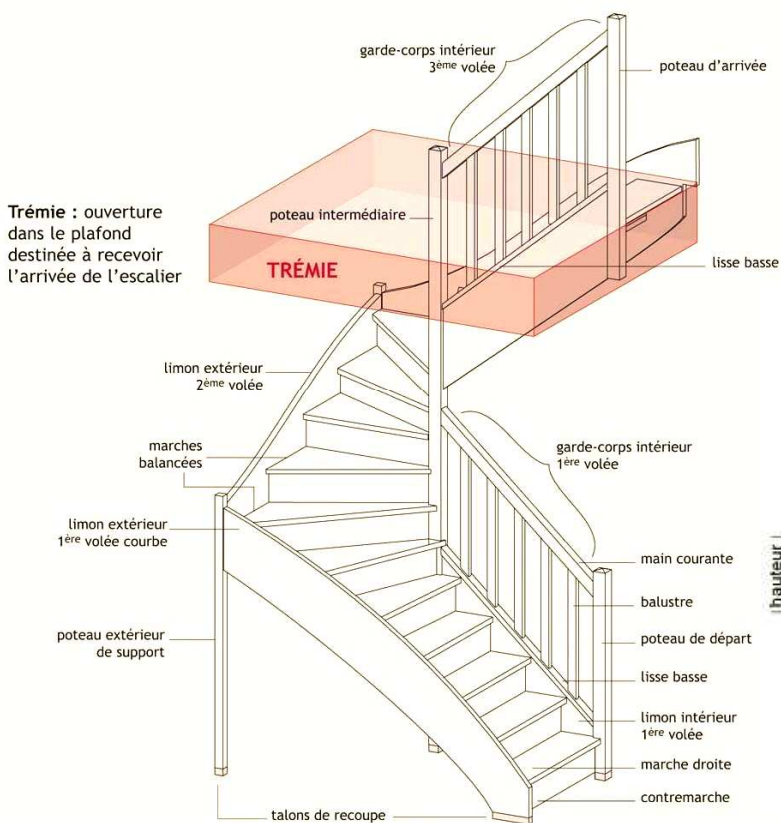 garde-corps intérieur
3ème volée
poteau d'arrivée
Trémie : ouverture
dans le plafond
destinée à recevoir
l'arrivée de l'escalier
poteau intermédiaire
TRÉMIE
lisse basse
limon extérieur
2ème volée
marches
balancées
garde-corps intérieur
1ère volée
limon extérieur
1ère volée courbe
main courante
balustre
poteau de départ
poteau extérieur
de support
lisse basse
limon intérieur
1ère volée
marche droite
contremarche
talons de recoupe
hauteur